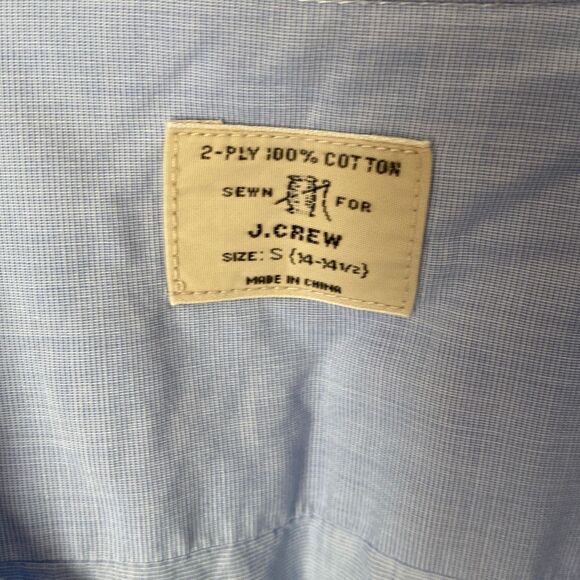 2-PLY 100% COTTON
SEWN FOR
J.CREW
SIZE: S {14-14 1/2}
MADE IN CHINA